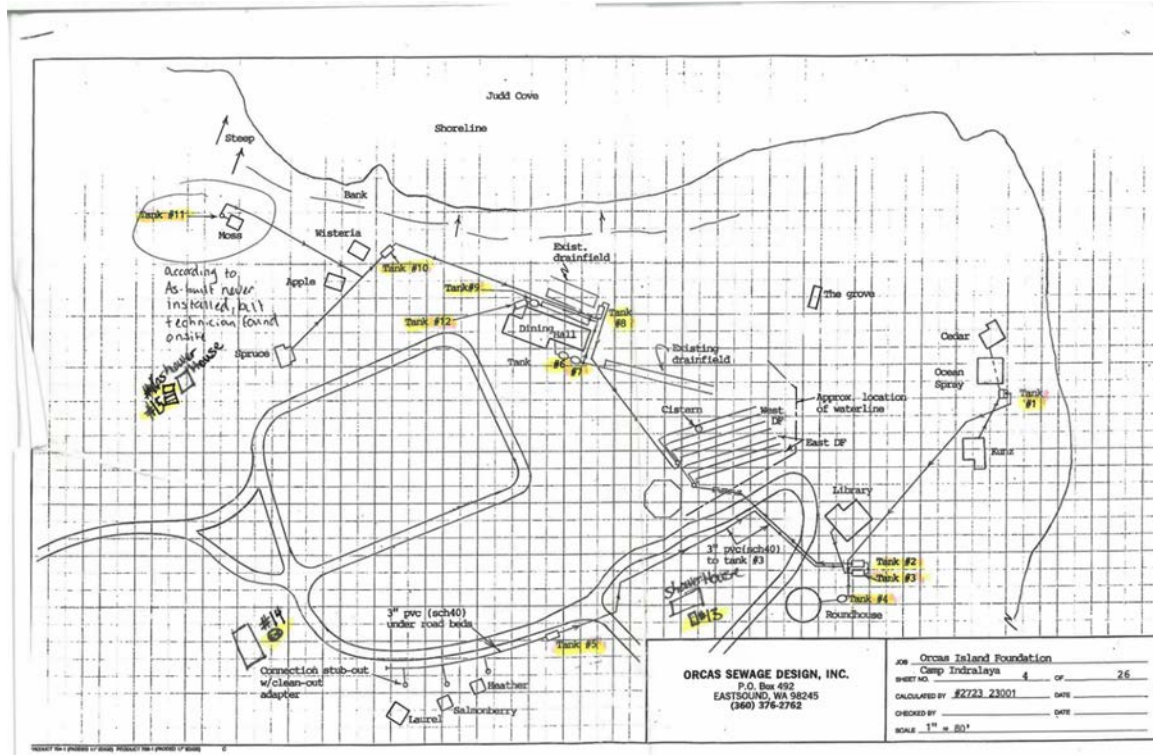 Judd Cove
Shoreline
Steep
Bank
Tank #11
Moss
Wisteria
Apple
Tank #10
according to
As-built never
installed, but
technician found
onsite
Spruce
shower
House
#15
Exist.
drainfield
Tank#9
Tank #12
Dining Hall
Tank
#8
Tank
#6
#7
Existing
drainfield
The grove
Cedar
Ocean
Spray
Tank
#1
Kunz
Approx. location
of waterline
Cistern
West
DF
East DF
Library
3" pvc(sch40)
to tank #3
Shower House
#13
Tank #2
Tank #3
Tank #4
Roundhouse
#14
3" pvc (sch40)
under road beds
Tank #5
Connection stub-out
w/clean-out
adapter
Heather
Salmonberry
Laurel
ORCAS SEWAGE DESIGN, INC.
P.O. Box 492
EASTSOUND, WA 98245
(360) 376-2762
JOB Orcas Island Foundation
Camp Indralaya
SHEET NO. 4 OF 26
CALCULATED BY #2723 23001 DATE
CHECKED BY DATE
SCALE 1" = 80'